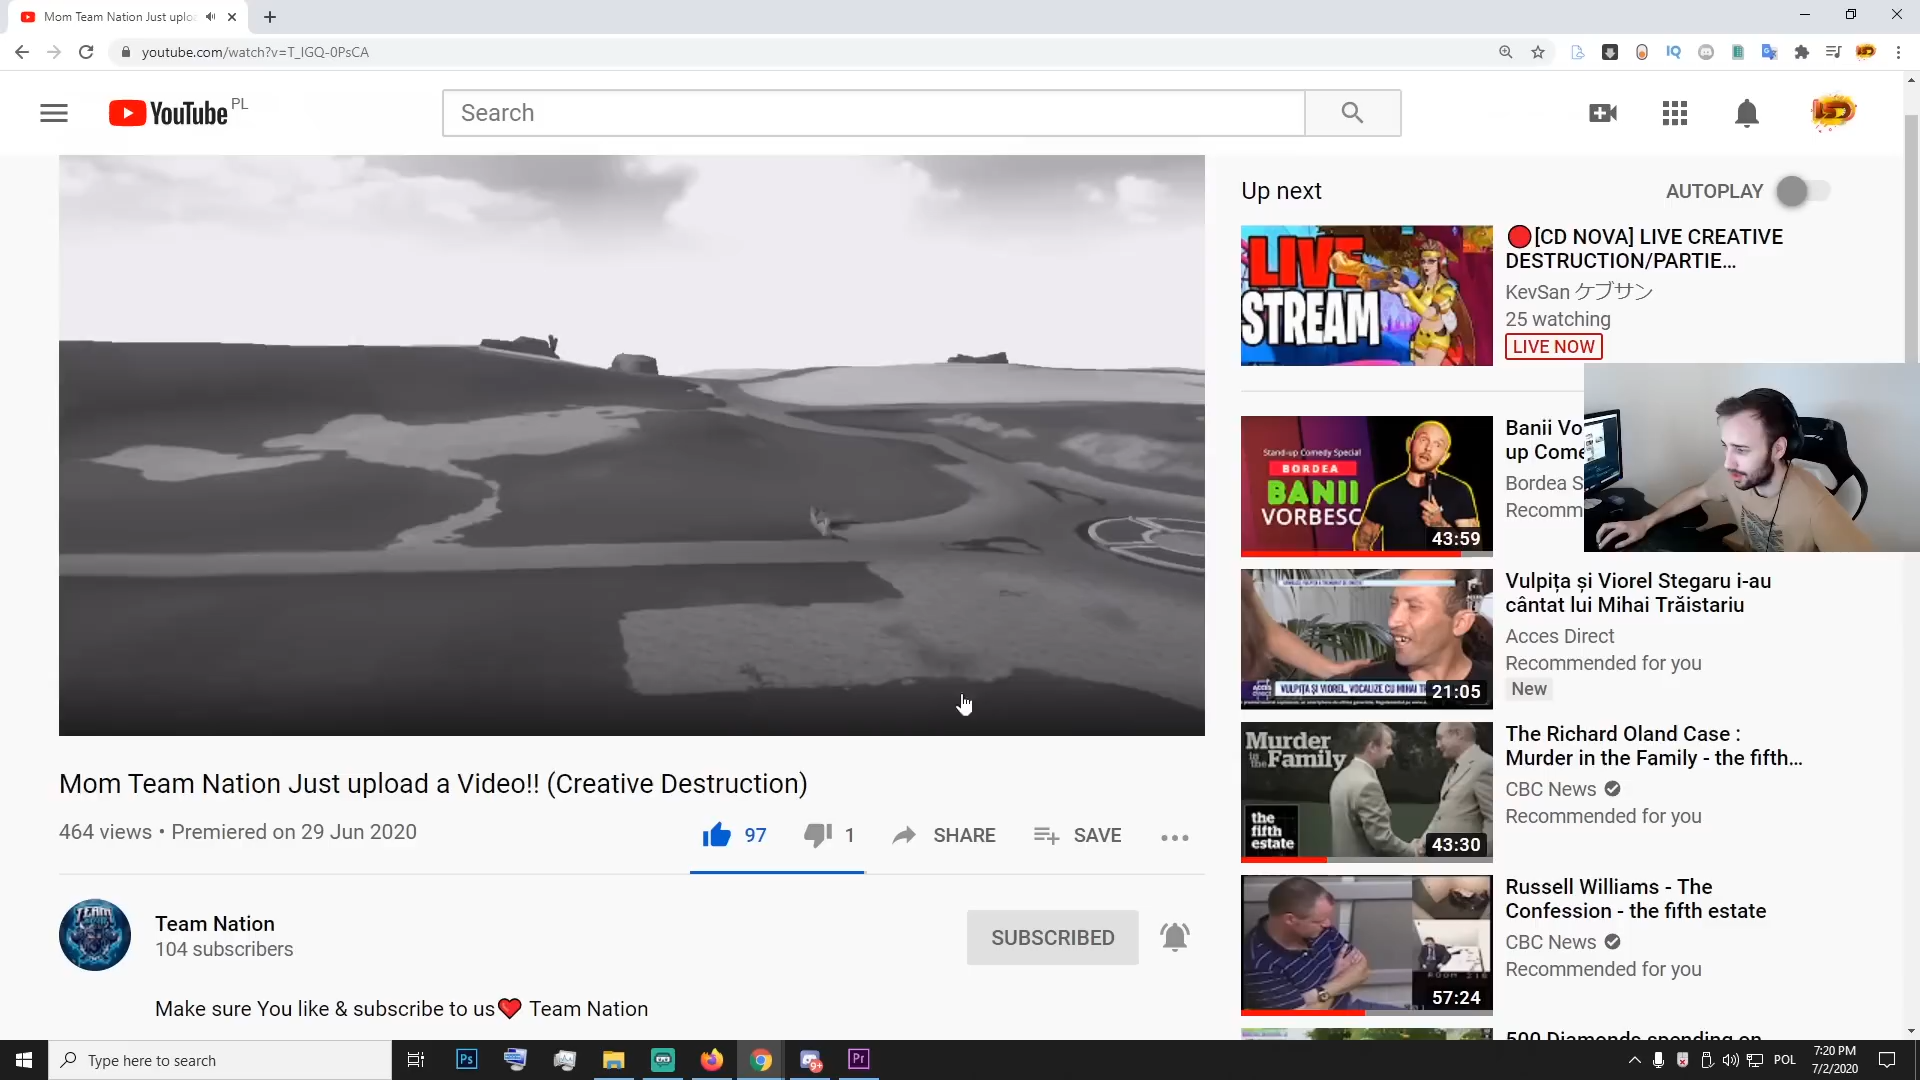 Mom Team Nation Just uplo
youtube.com/watch?v=T_IGQ-0PsCA
YouTube PL
Search
Up next
AUTOPLAY
LIVE
STREAM
🔴[CD NOVA] LIVE CREATIVE
DESTRUCTION/PARTIE...
KevSan ケブサン
25 watching
LIVE NOW
Stand-up Comedy Special
BORDEA
BANII
VORBESC
43:59
Banii Vo
up Come
Bordea S
Recomm
VULPIȚA ȘI VIOREL, VOCALIZE CU MIHAI
21:05
Vulpița și Viorel Stegaru i-au
cântat lui Mihai Trăistariu
Acces Direct
Recommended for you
New
Murder
in the Family
the
fifth
estate
43:30
The Richard Oland Case :
Murder in the Family - the fifth...
CBC News
Recommended for you
57:24
Russell Williams - The
Confession - the fifth estate
CBC News
Recommended for you
500 Diamonds spending on
Mom Team Nation Just upload a Video!! (Creative Destruction)
464 views • Premiered on 29 Jun 2020
97
1
SHARE
SAVE
TEAM
Team Nation
104 subscribers
SUBSCRIBED
Make sure You like & subscribe to us❤️ Team Nation
Type here to search
Ps
9+
Pr
POL
7:20 PM
7/2/2020